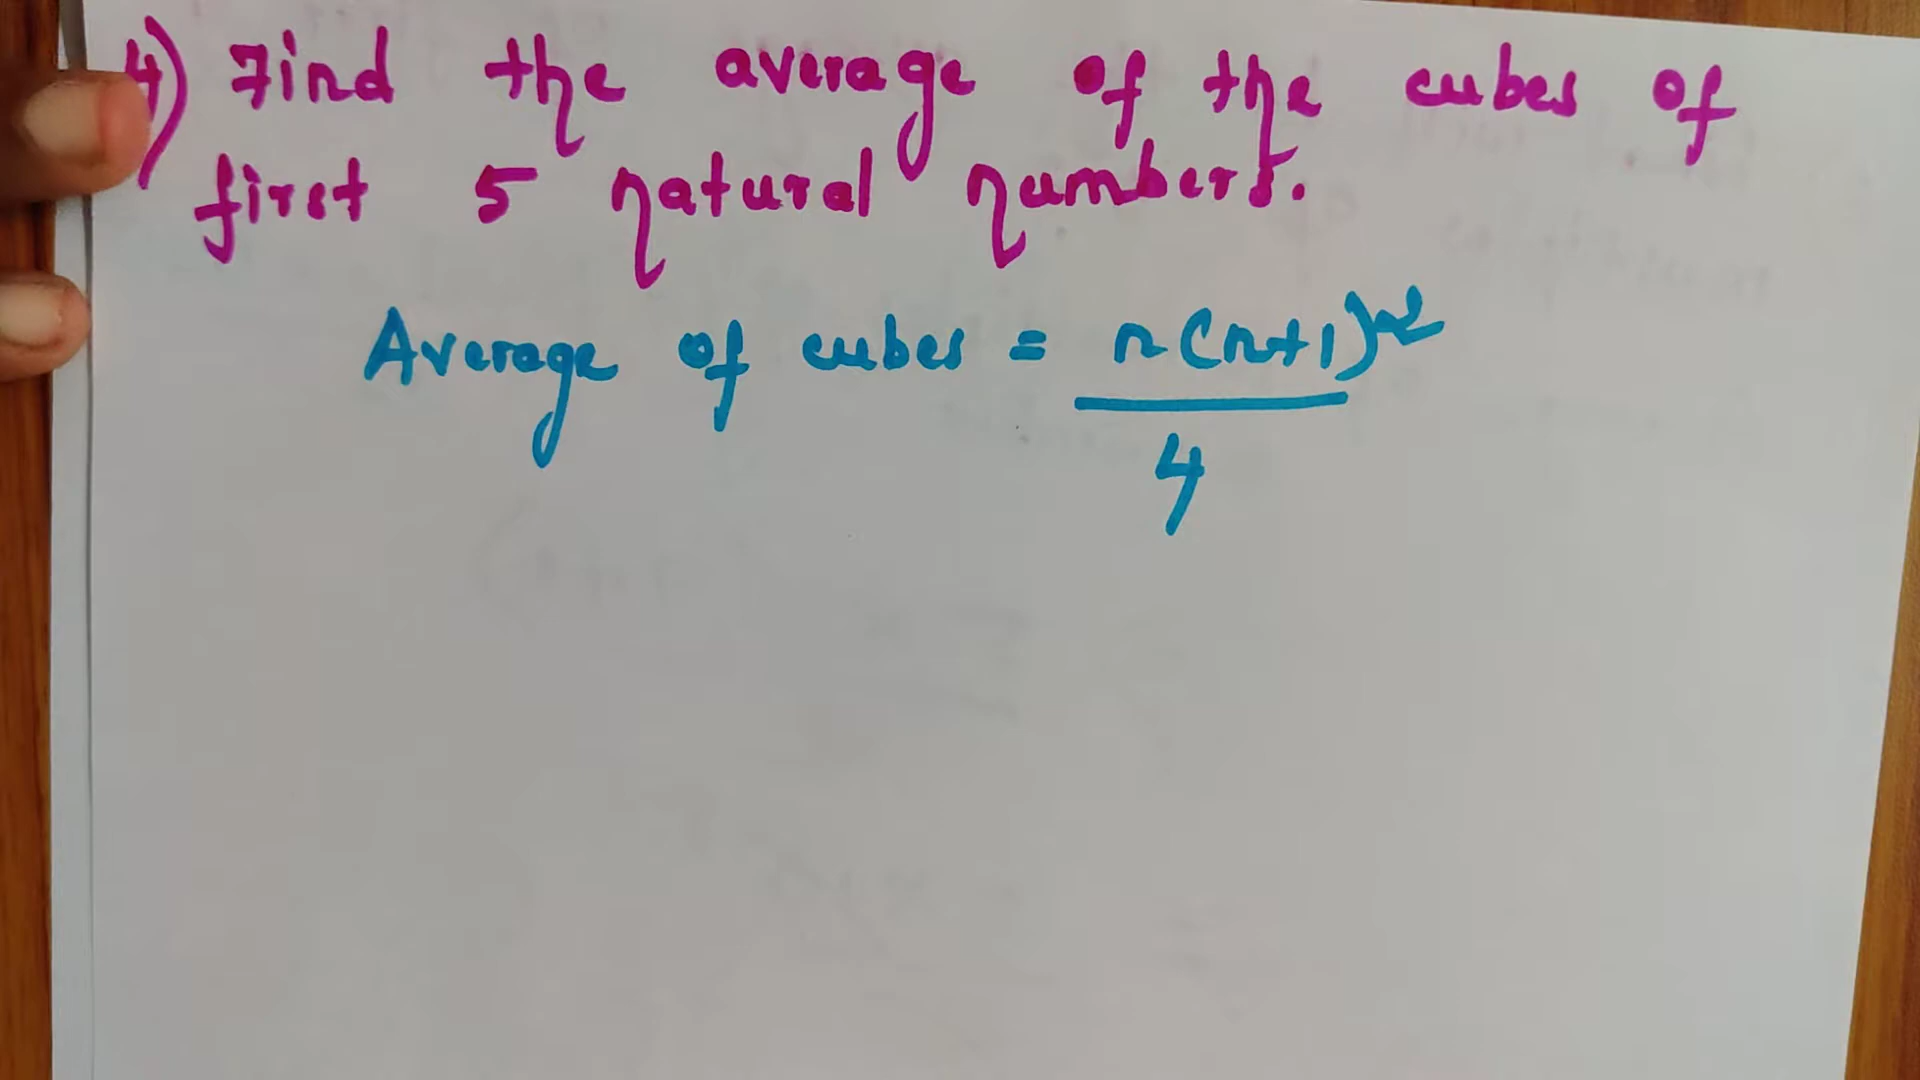 4) Find the average of the cubes of
first 5 natural numbers.
Average of cubes = n(n+1)²
4